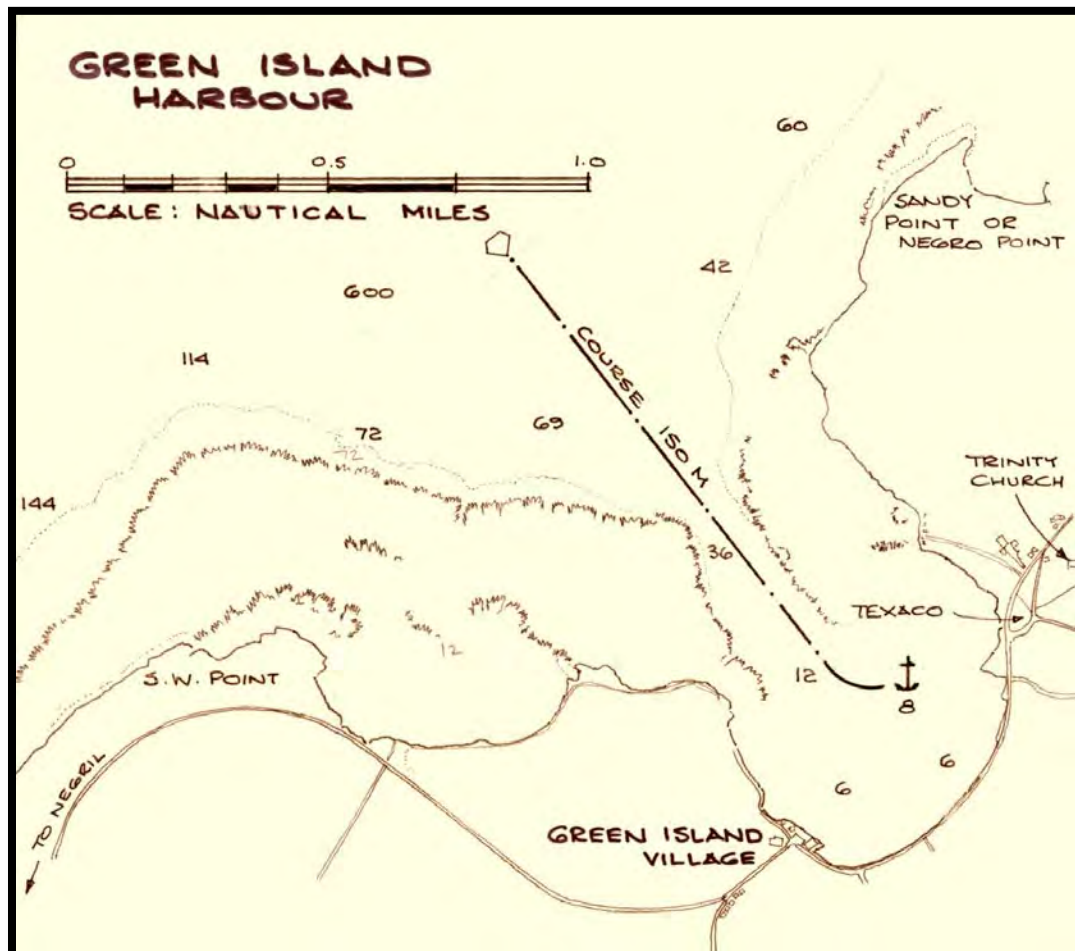 GREEN ISLAND
HARBOUR
0 0.5 1.0
SCALE: NAUTICAL MILES
60
SANDY
POINT OR
NEGRO POINT
42
600
COURSE 150 M
114
69
72
72
TRINITY
CHURCH
144
36
TEXACO
12
S.W. POINT
12
8
TO NEGRIL
6
6
GREEN ISLAND
VILLAGE